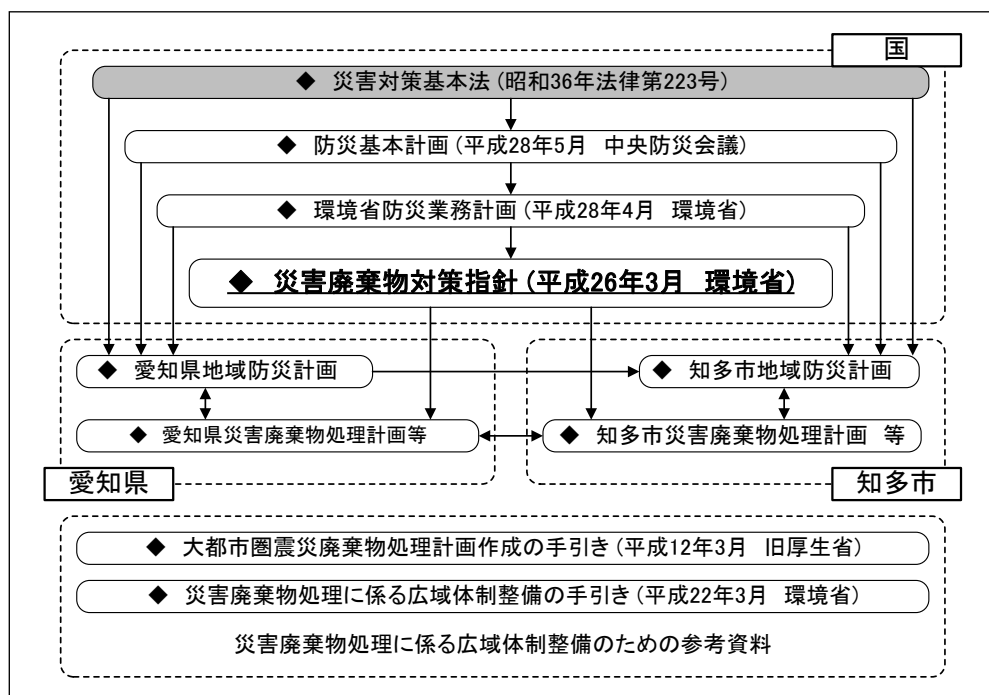 国
◆ 災害対策基本法(昭和36年法律第223号)
◆ 防災基本計画(平成28年5月 中央防災会議)
◆ 環境省防災業務計画(平成28年4月 環境省)
◆ 災害廃棄物対策指針(平成26年3月 環境省)
◆ 愛知県地域防災計画
◆ 知多市地域防災計画
◆ 愛知県災害廃棄物処理計画等
◆ 知多市災害廃棄物処理計画 等
愛知県
知多市
◆ 大都市圏震災廃棄物処理計画作成の手引き(平成12年3月 旧厚生省)
◆ 災害廃棄物処理に係る広域体制整備の手引き(平成22年3月 環境省)
災害廃棄物処理に係る広域体制整備のための参考資料